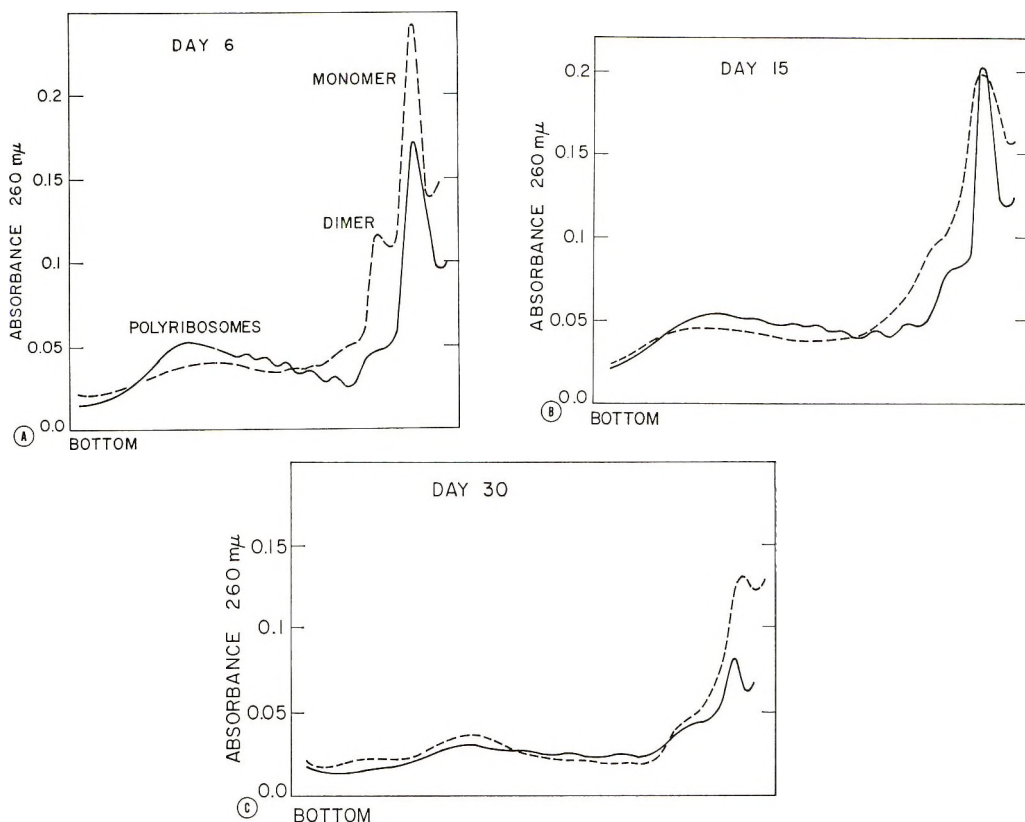 DAY 6
MONOMER
DIMER
POLYRIBOSOMES
0.2
0.15
0.1
0.05
0.0
ABSORBANCE 260 mμ
A
BOTTOM
DAY 15
0.2
0.15
0.1
0.05
0.0
ABSORBANCE 260 mμ
B
BOTTOM
DAY 30
0.15
0.1
0.05
0.0
ABSORBANCE 260 mμ
C
BOTTOM